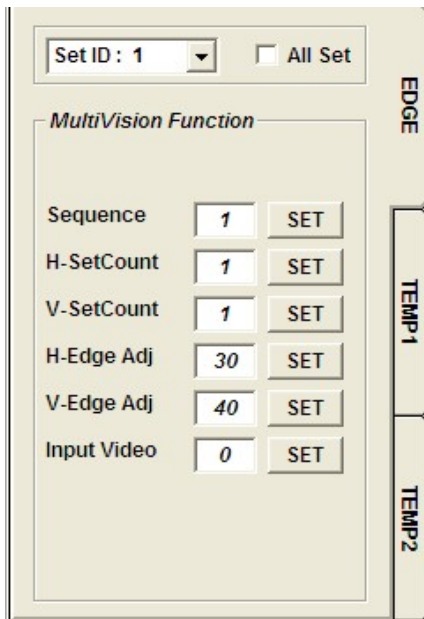 Set ID : 1 All Set
MultiVision Function
Sequence 1 SET
H-SetCount 1 SET
V-SetCount 1 SET
H-Edge Adj 30 SET
V-Edge Adj 40 SET
Input Video 0 SET
EDGE
TEMP1
TEMP2